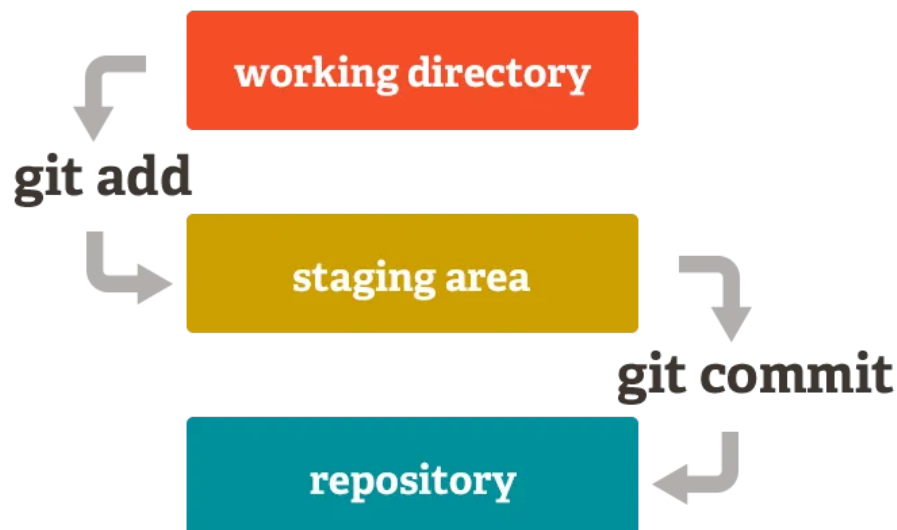 working directory
git add
staging area
git commit
repository